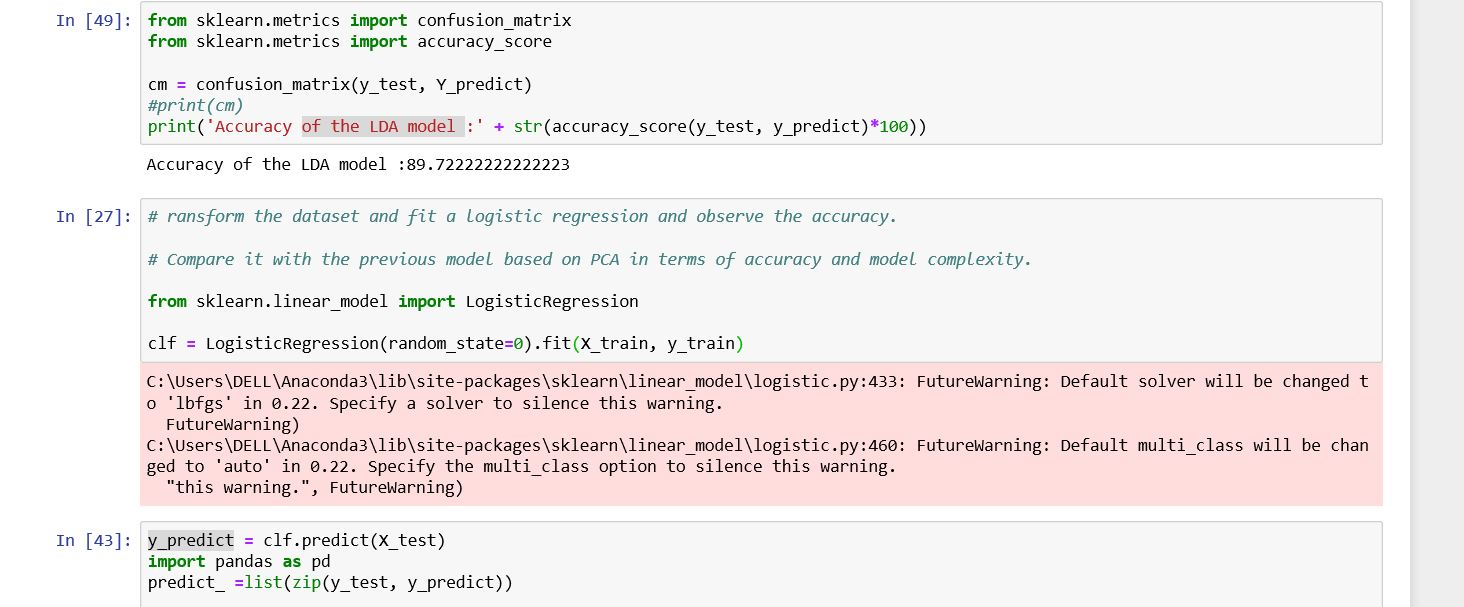 In [49]: from sklearn.metrics import confusion_matrix
from sklearn.metrics import accuracy_score
cm = confusion_matrix(y_test, Y_predict)
#print(cm)
print('Accuracy of the LDA model :' + str(accuracy_score(y_test, y_predict)*100))
Accuracy of the LDA model :89.72222222222223
In [27]: # ransform the dataset and fit a logistic regression and observe the accuracy.
# Compare it with the previous model based on PCA in terms of accuracy and model complexity.
from sklearn.linear_model import LogisticRegression
clf = LogisticRegression(random_state=0).fit(X_train, y_train)
C:\Users\DELL\Anaconda3\lib\site-packages\sklearn\linear_model\logistic.py:433: FutureWarning: Default solver will be changed t
o 'lbfgs' in 0.22. Specify a solver to silence this warning.
FutureWarning)
C:\Users\DELL\Anaconda3\lib\site-packages\sklearn\linear_model\logistic.py:460: FutureWarning: Default multi_class will be chan
ged to 'auto' in 0.22. Specify the multi_class option to silence this warning.
"this warning.", FutureWarning)
In [43]: y_predict = clf.predict(X_test)
import pandas as pd
predict_ =list(zip(y_test, y_predict))